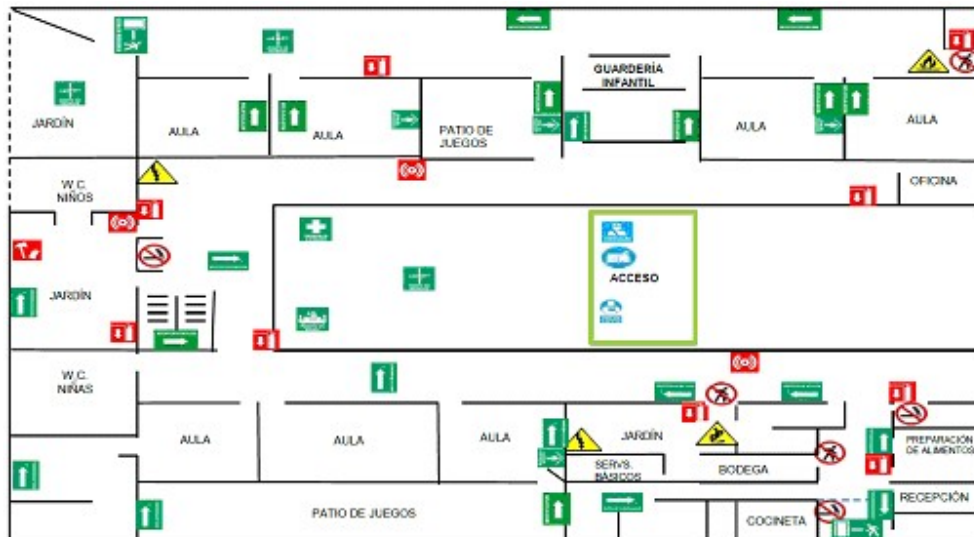 GUARDERÍA
INFANTIL
JARDÍN
AULA
AULA
PATIO DE
JUEGOS
AULA
AULA
W.C.
NIÑOS
OFICINA
ACCESO
JARDÍN
W.C.
NIÑAS
AULA
AULA
AULA
JARDÍN
PREPARACIÓN
DE ALIMENTOS
SERVS.
BÁSICOS
BODEGA
RECEPCIÓN
PATIO DE JUEGOS
COCINETA